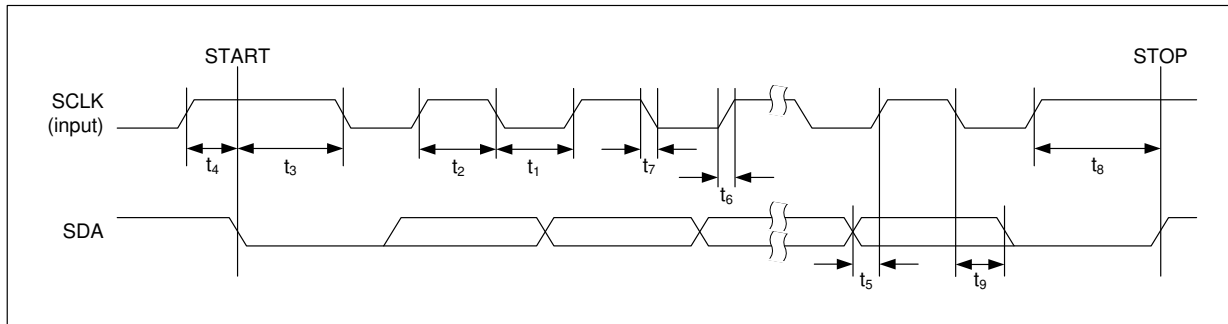 START
STOP
SCLK
(input)
t4
t3
t2
t1
t7
t6
t8
SDA
t5
t9